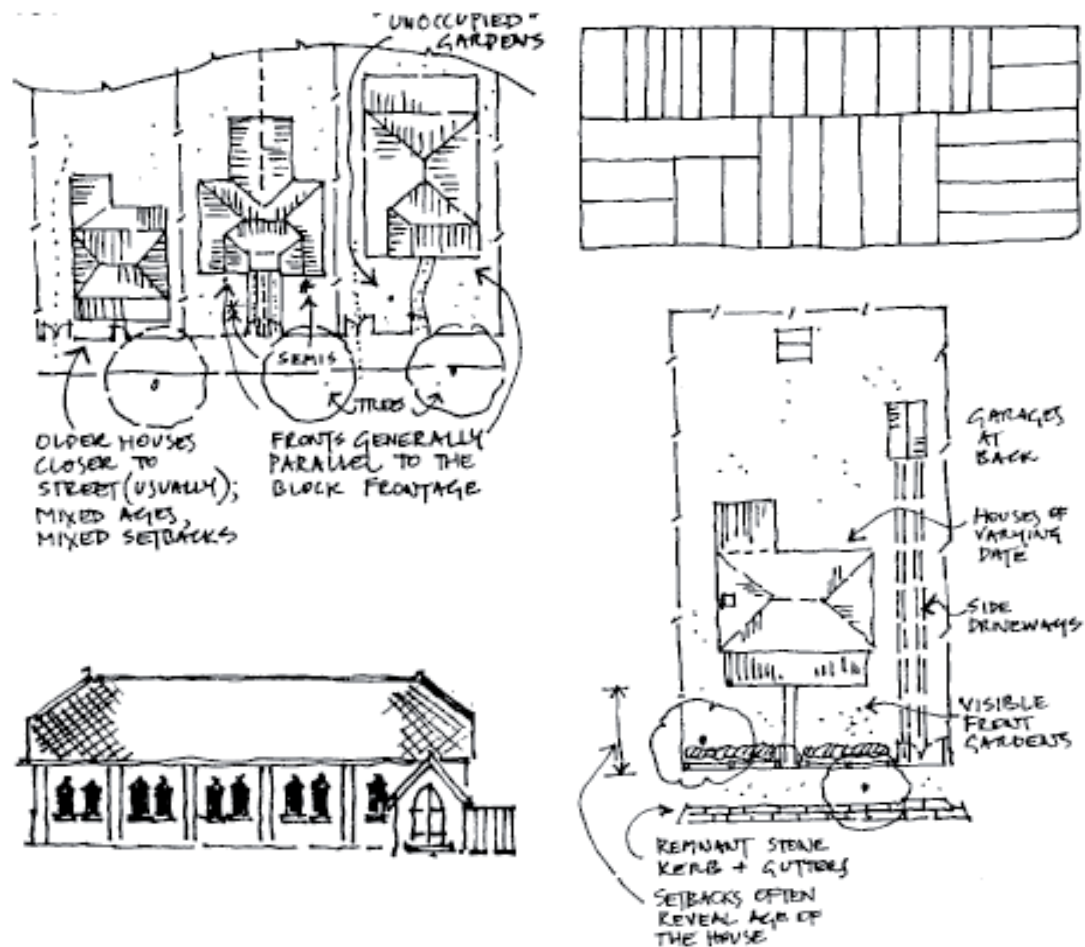 "UNOCCUPIED"
GARDENS
SEMIS
TREES
OLDER HOUSES
CLOSER TO
STREET (USUALLY);
MIXED AGES,
MIXED SETBACKS
FRONTS GENERALLY
PARALLEL TO THE
BLOCK FRONTAGE
GARAGES
AT
BACK
HOUSES OF
VARYING
DATE
SIDE
DRIVEWAYS
VISIBLE
FRONT
GARDENS
REMNANT STONE
KERB + GUTTERS
SETBACKS OFTEN
REVEAL AGE OF
THE HOUSE